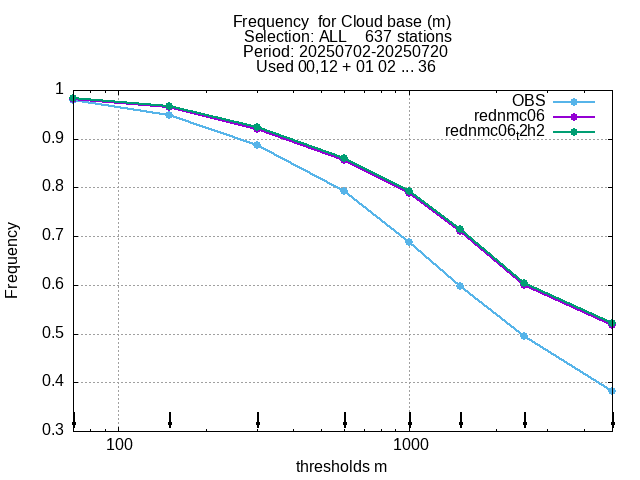 Frequency  for Cloud base (m)
Selection: ALL    637 stations
Period: 20250702-20250720
Used 00,12 + 01 02 ... 36
OBS
rednmc06
rednmc06,t2h2
1
0.9
0.8
0.7
0.6
0.5
0.4
0.3
Frequency
100
1000
thresholds m